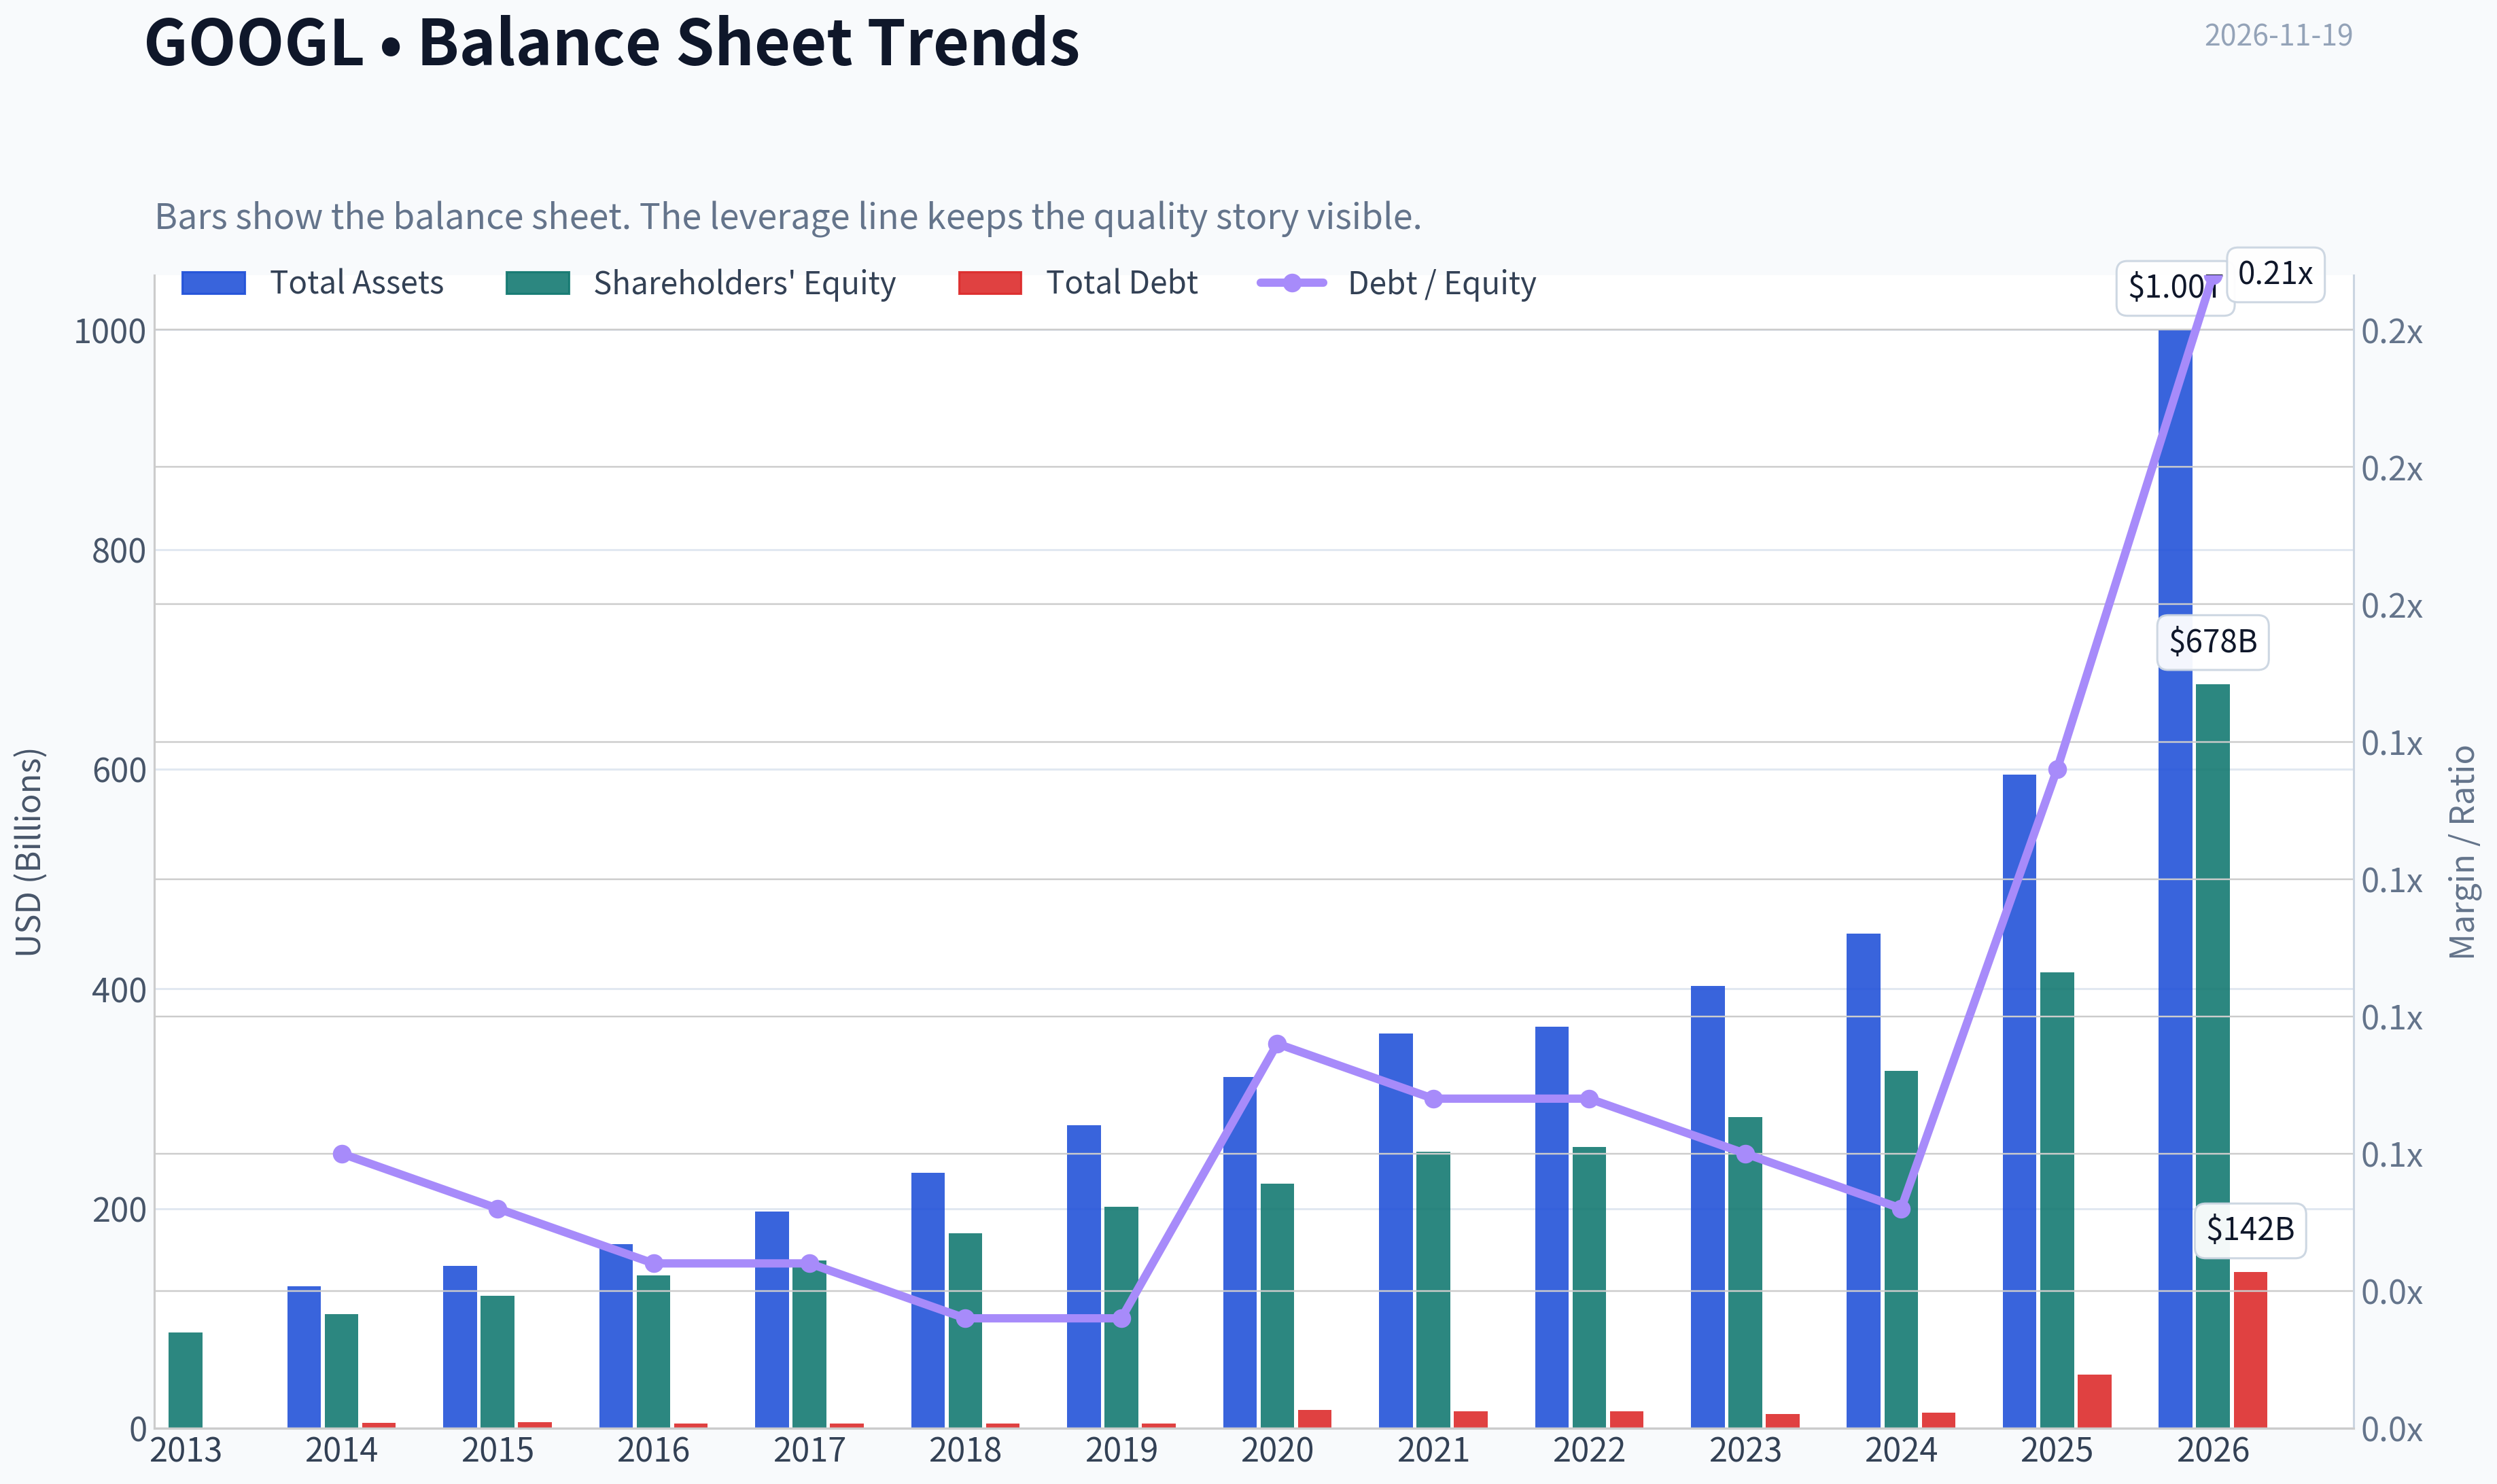 GOOGL • Balance Sheet Trends
2026-11-19
Bars show the balance sheet. The leverage line keeps the quality story visible.
Total Assets
Shareholders' Equity
Total Debt
Debt / Equity
$1.00T
0.21x
$678B
$142B
USD (Billions)
1000
800
600
400
200
0
0.2x
0.2x
0.2x
0.1x
0.1x
0.1x
0.1x
0.0x
0.0x
Margin / Ratio
2013 2014 2015 2016 2017 2018 2019 2020 2021 2022 2023 2024 2025 2026